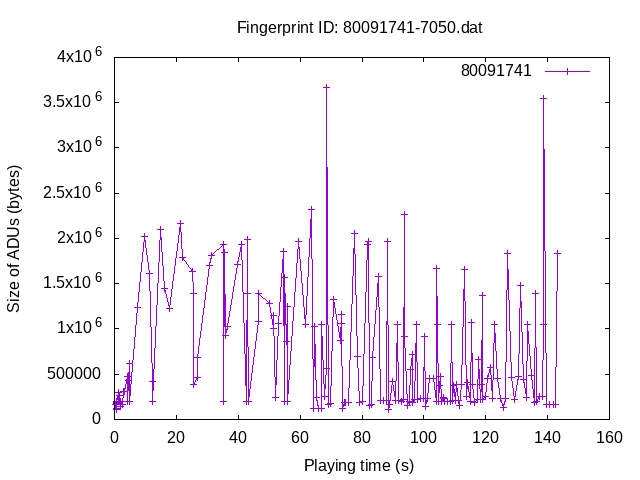 Fingerprint ID: 80091741-7050.dat
4x10^6
80091741
3.5x10^6
3x10^6
2.5x10^6
2x10^6
1.5x10^6
1x10^6
500000
0
Size of ADUs (bytes)
0 20 40 60 80 100 120 140 160
Playing time (s)